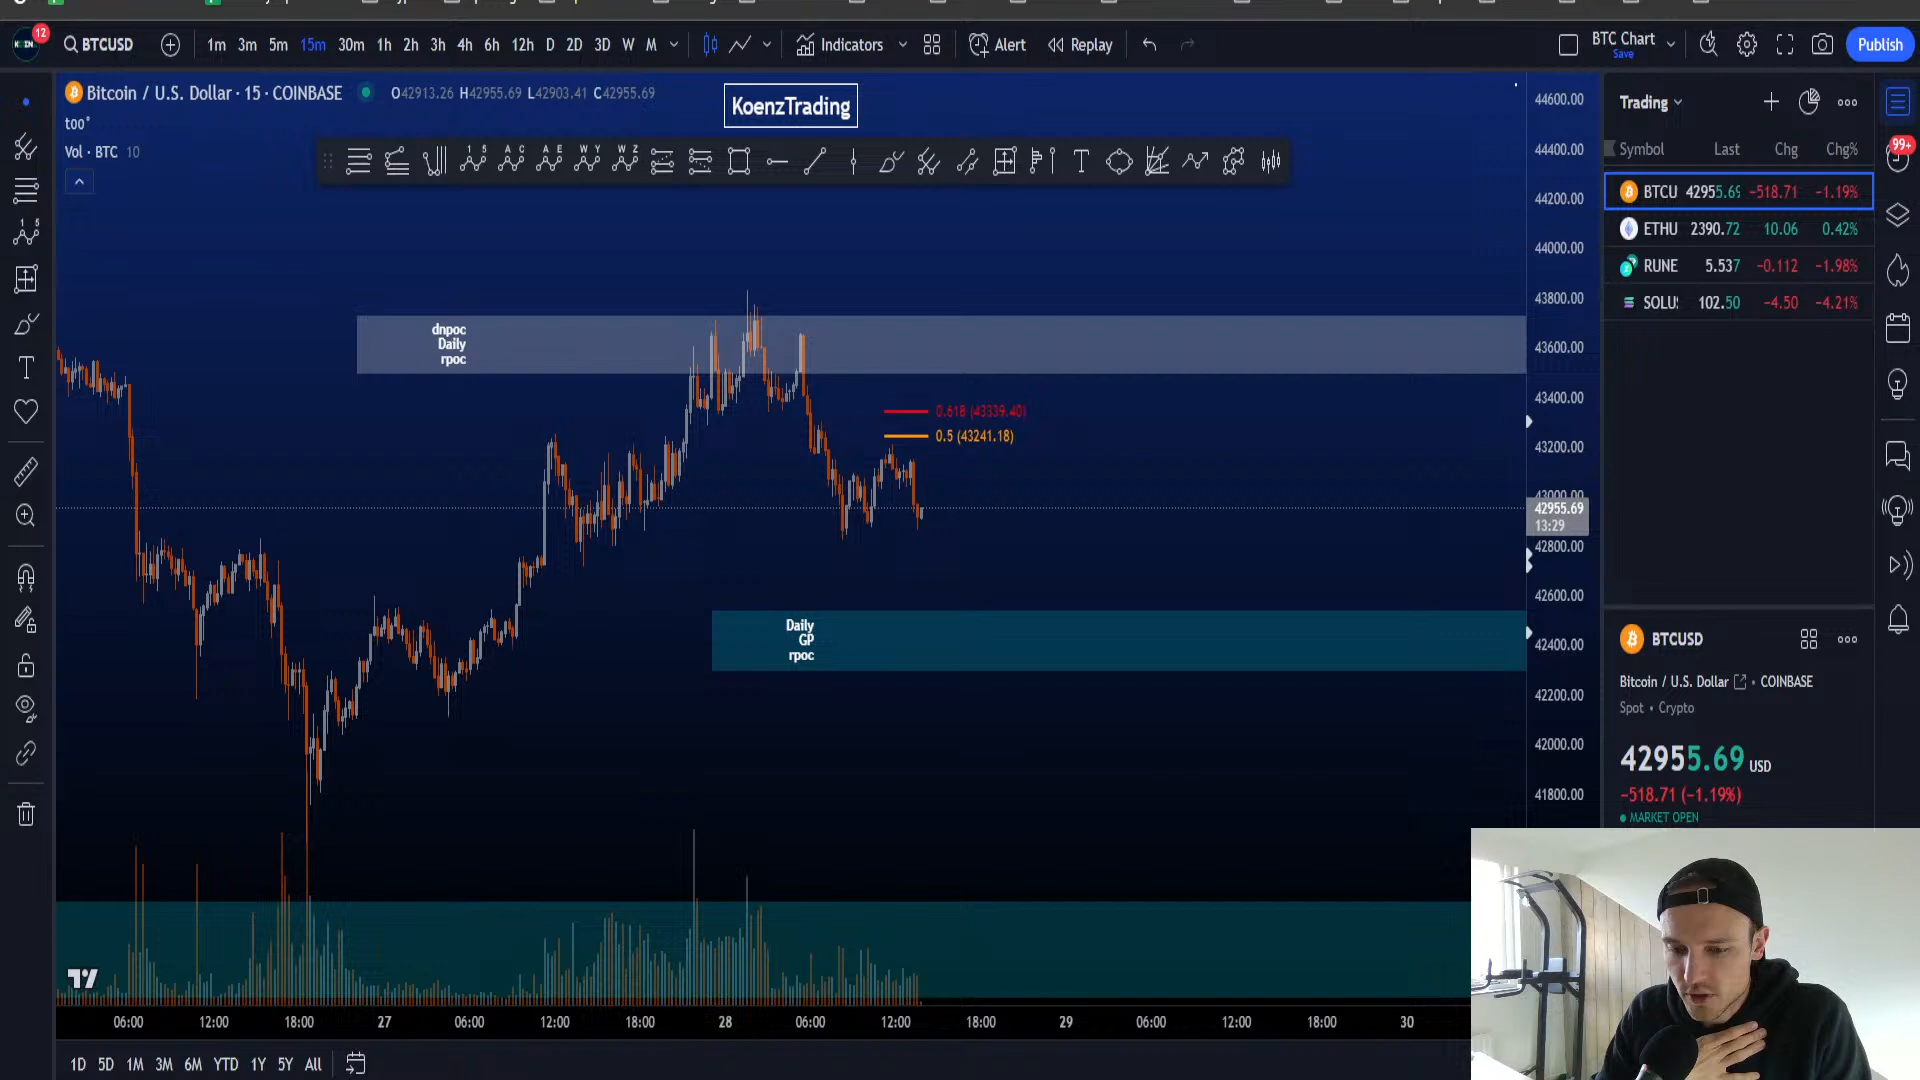 12
BTCUSD
1m 3m 5m 15m 30m 1h 2h 3h 4h 6h 12h D 2D 3D W M
Indicators
Alert
Replay
BTC Chart
Save
Publish
Bitcoin / U.S. Dollar · 15 · COINBASE
O42913.26 H42955.69 L42903.41 C42955.69
Vol · BTC 10
KoenzTrading
1 5
A C
A E
W Y
W Z
T
1 5
T
dnpoc
Daily
rpoc
0.618 (43339.40)
0.5 (43241.18)
Daily
GP
rpoc
44600.00
44400.00
44200.00
44000.00
43800.00
43600.00
43400.00
43200.00
43000.00
42955.69
13:29
42800.00
42600.00
42400.00
42200.00
42000.00
41800.00
06:00 12:00 18:00 27 06:00 12:00 18:00 28 06:00 12:00 18:00 29 06:00 12:00 18:00 30
1D 5D 1M 3M 6M YTD 1Y 5Y All
Trading
Symbol Last Chg Chg%
BTCU 42955.69 −518.71 −1.19%
ETHU 2390.72 10.06 0.42%
RUNE 5.537 −0.112 −1.98%
SOLU 102.50 −4.50 −4.21%
99+
BTCUSD
Bitcoin / U.S. Dollar • COINBASE
Spot • Crypto
42955.69 USD
−518.71 (−1.19%)
MARKET OPEN